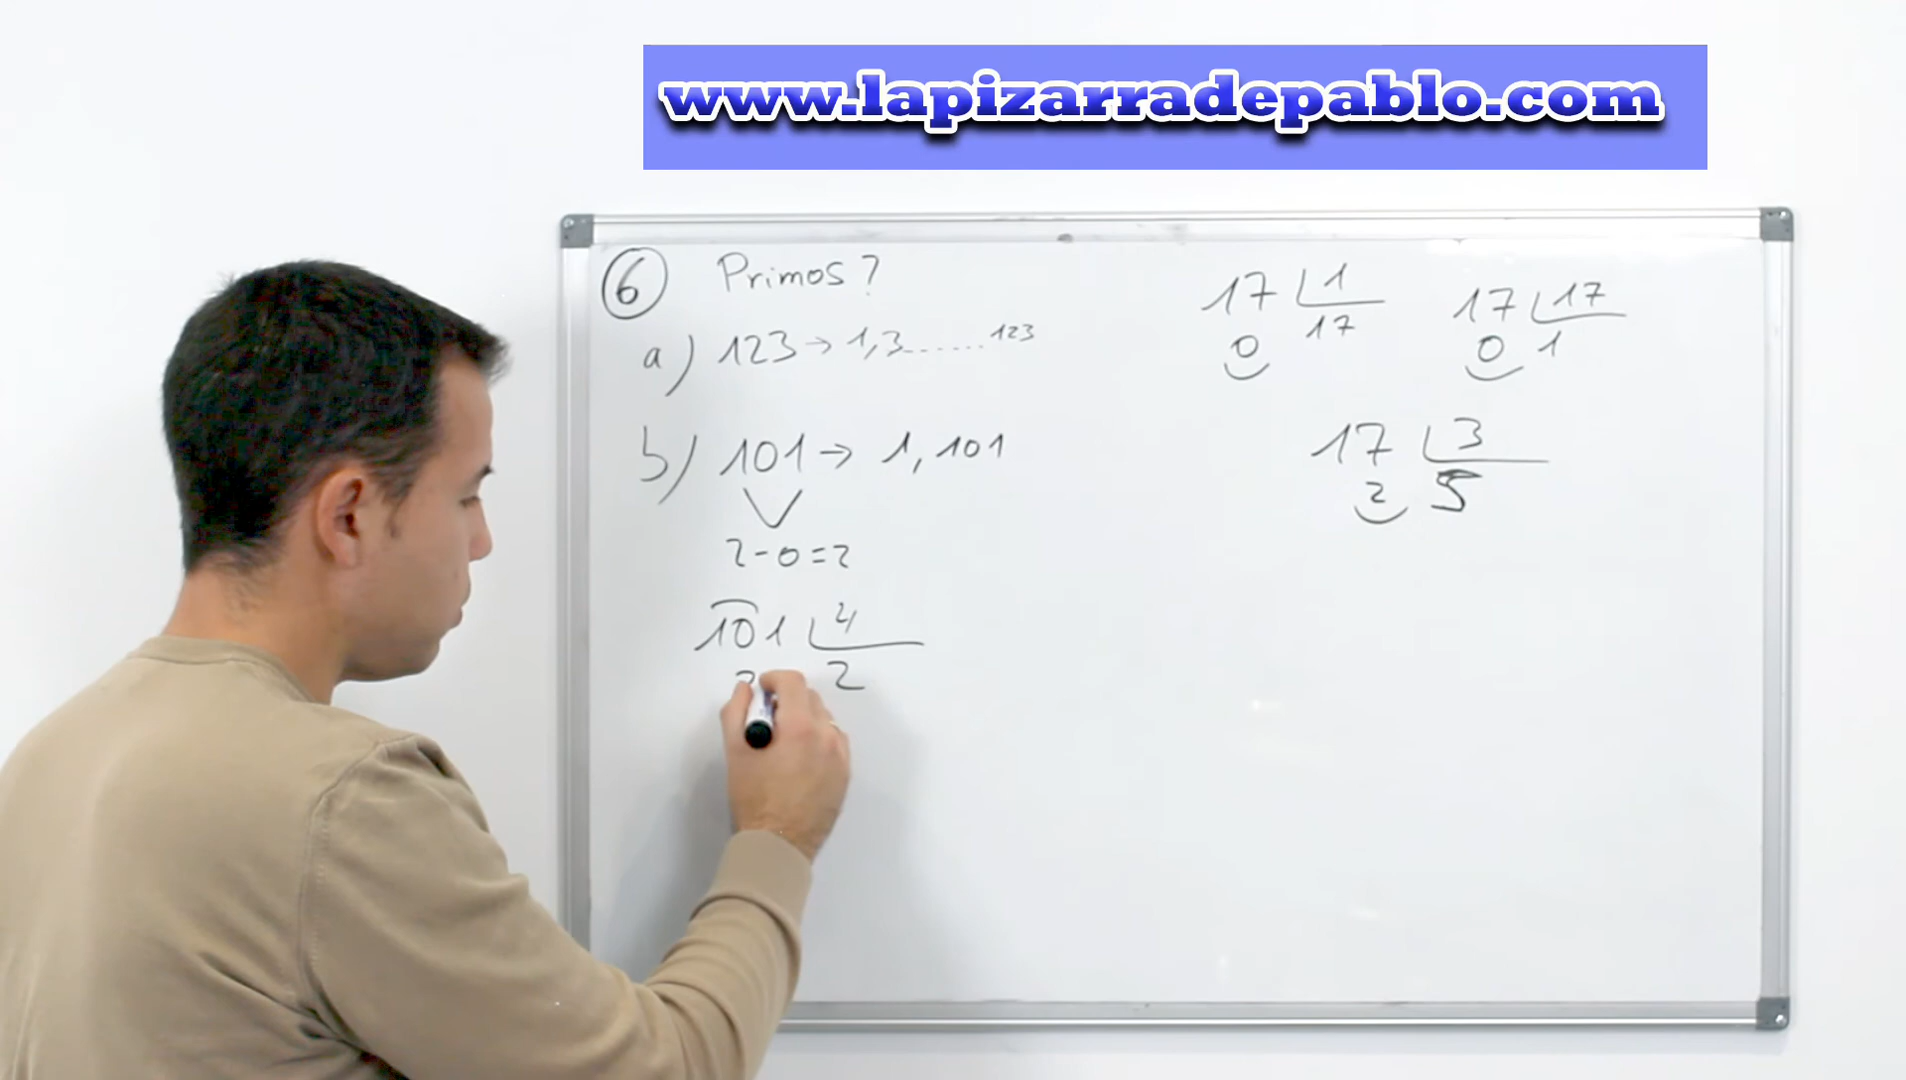 www.lapizarradepablo.com
6 Primos?
a) 123 → 1, 3 ....... 123
b) 101 → 1, 101
2 - 0 = 2
101 4
2 2
17 1
0 17
17 17
0 1
17 3
2 5